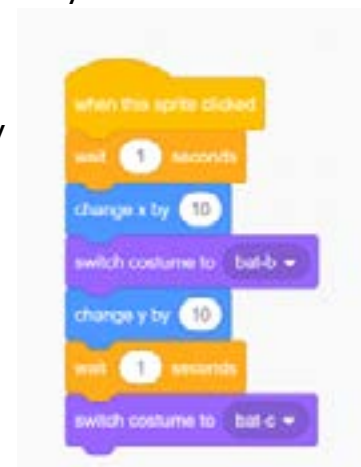 when this sprite clicked
wait 1 seconds
change x by 10
switch costume to bat-b
change y by 10
wait 1 seconds
switch costume to bat-c